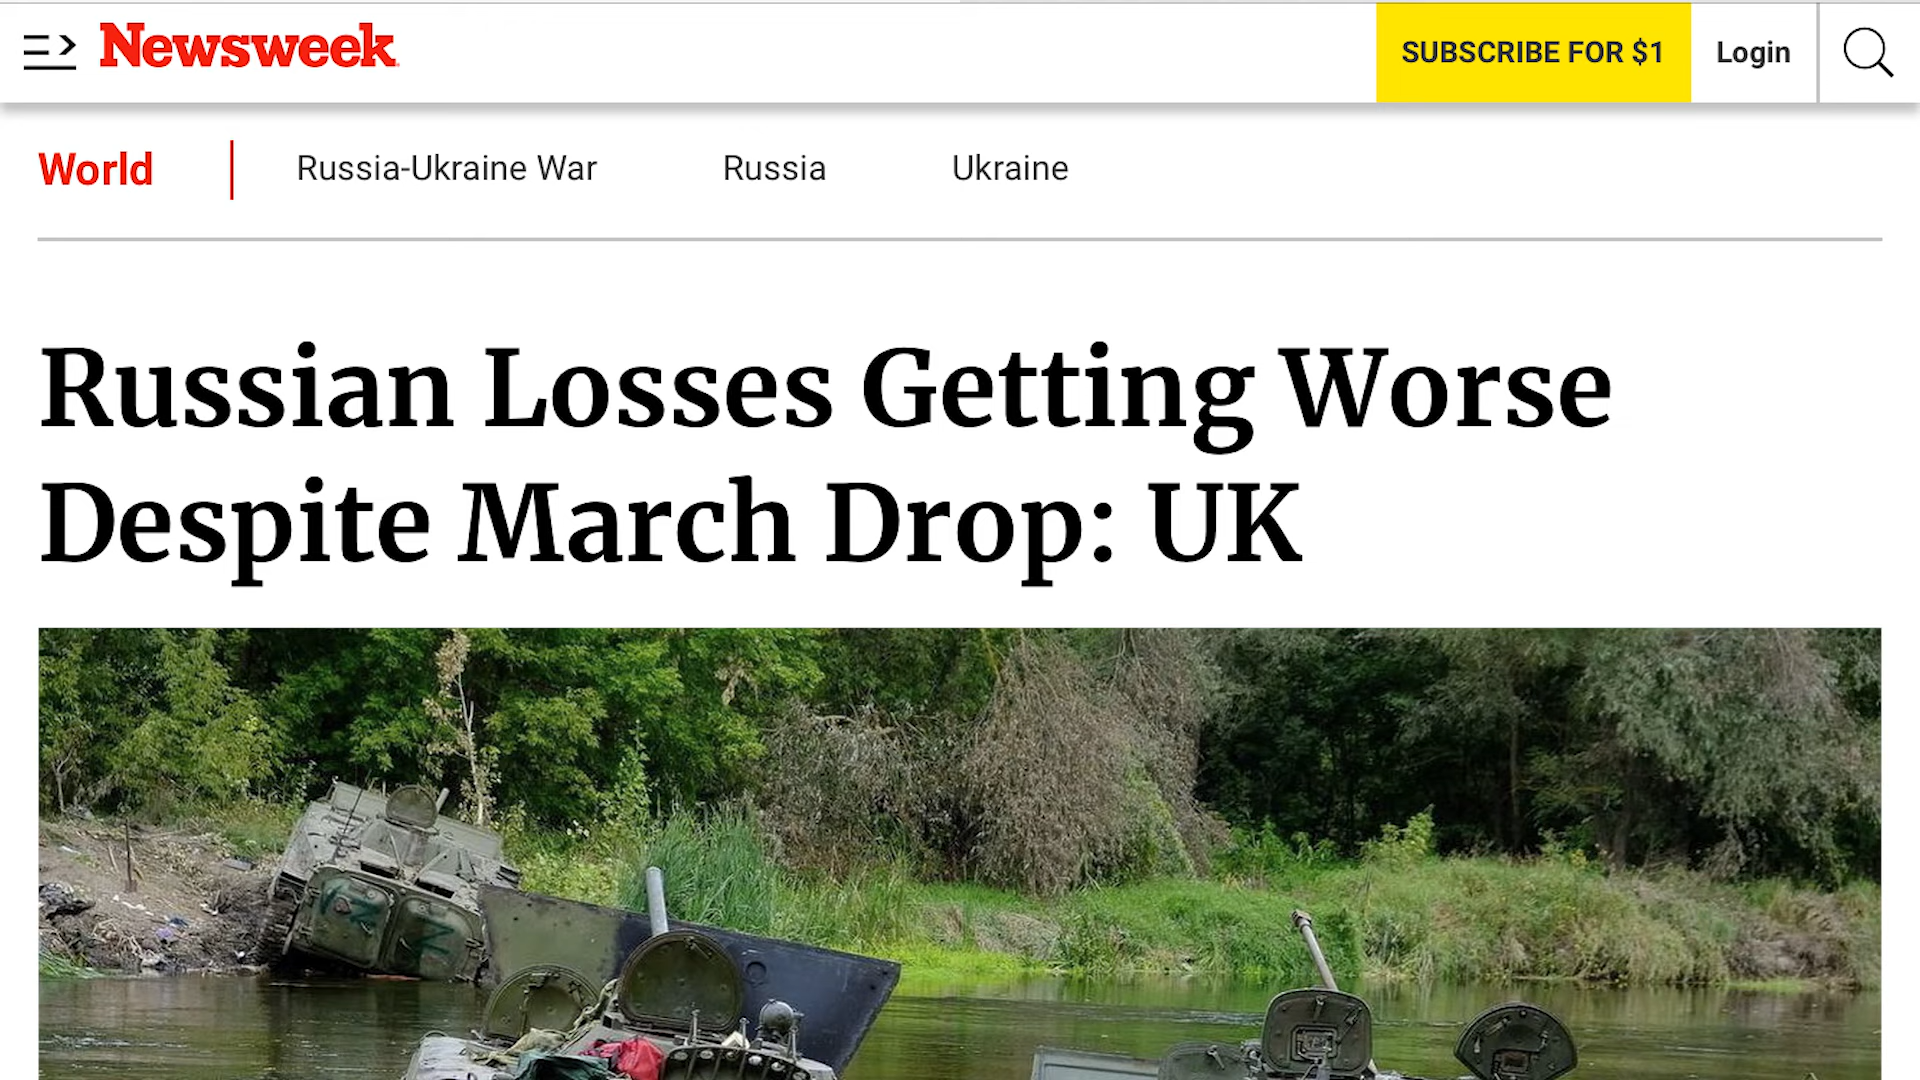 Newsweek
SUBSCRIBE FOR $1
Login
World
Russia-Ukraine War
Russia
Ukraine
Russian Losses Getting Worse
Despite March Drop: UK